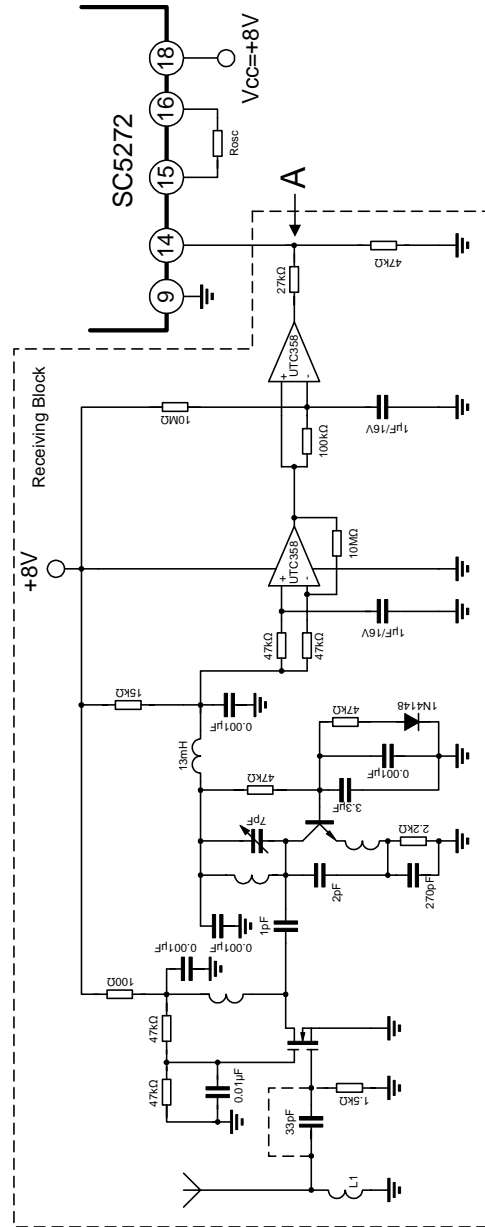 SC5272
9
14
15
16
18
Rosc
Vcc=+8V
A
Receiving Block
+8V
47kΩ
27kΩ
UTC358
+
-
10MΩ
100kΩ
1μF/16V
UTC358
10MΩ
47kΩ
47kΩ
1μF/16V
15kΩ
0.001μF
13mH
47kΩ
47kΩ
1N4148
0.001μF
3.3μF
7pF
2.2kΩ
2pF
270pF
0.001μF
0.001μF
1pF
100Ω
47kΩ
47kΩ
0.01μF
33pF
1.5kΩ
L1